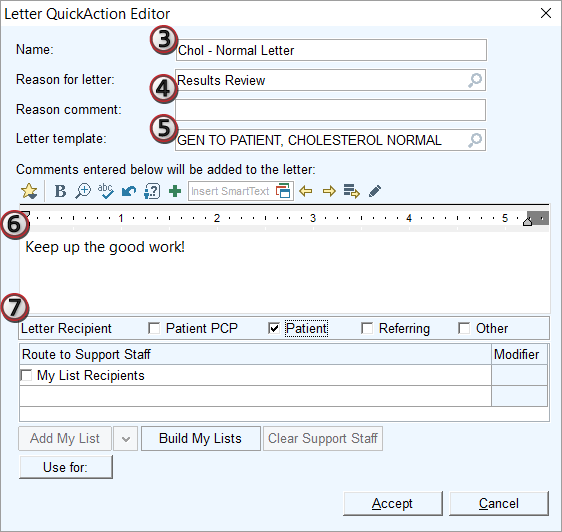 Letter QuickAction Editor
Name: 3 Chol - Normal Letter
Reason for letter: 4 Results Review
Reason comment:
Letter template: 5 GEN TO PATIENT, CHOLESTEROL NORMAL
Comments entered below will be added to the letter:
B abc Insert SmartText
6 1 2 3 4 5
Keep up the good work!
7
Letter Recipient Patient PCP Patient Referring Other
Route to Support Staff Modifier
My List Recipients
Add My List Build My Lists Clear Support Staff
Use for:
Accept Cancel